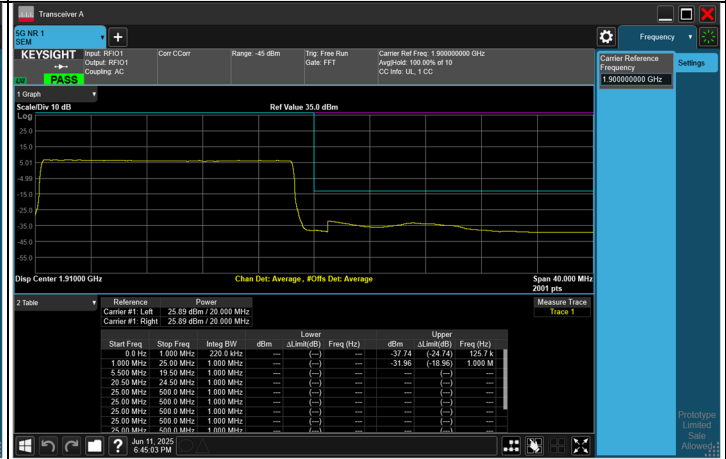 Transceiver A
5G NR 1
SEM
+
Frequency
KEYSIGHT
LXI
PASS
Input: RFIO1
Output: RFIO1
Coupling: AC
Corr CCorr
Range: -45 dBm
Trig: Free Run
Gate: FFT
Carrier Ref Freq: 1.900000000 GHz
Avg|Hold: 100.00% of 10
CC Info: UL, 1 CC
Carrier Reference
Frequency
1.900000000 GHz
Settings
1 Graph
Scale/Div 10 dB
Ref Value 35.0 dBm
Log
25.0
15.0
5.01
-4.99
-15.0
-25.0
-35.0
-45.0
-55.0
Disp Center 1.91000 GHz
Chan Det: Average , #Offs Det: Average
Span 40.000 MHz
2001 pts
2 Table
Reference Power
Carrier #1: Left 25.89 dBm / 20.000 MHz
Carrier #1: Right 25.89 dBm / 20.000 MHz
Measure Trace
Trace 1
Lower Upper
Start Freq Stop Freq Integ BW dBm ΔLimit(dB) Freq (Hz) dBm ΔLimit(dB) Freq (Hz)
0.0 Hz 1.000 MHz 220.0 kHz --- (---) --- -37.74 (-24.74) 125.7 k
1.000 MHz 25.00 MHz 1.000 MHz --- (---) --- -31.96 (-18.96) 1.000 M
5.500 MHz 19.50 MHz 1.000 MHz --- (---) --- --- (---) ---
20.50 MHz 24.50 MHz 1.000 MHz --- (---) --- --- (---) ---
25.00 MHz 500.0 MHz 1.000 MHz --- (---) --- --- (---) ---
25.00 MHz 500.0 MHz 1.000 MHz --- (---) --- --- (---) ---
25.00 MHz 500.0 MHz 1.000 MHz --- (---) --- --- (---) ---
25.00 MHz 500.0 MHz 1.000 MHz --- (---) --- --- (---) ---
Prototype
Limited
Sale
Allowed
?
Jun 11, 2025
6:45:03 PM